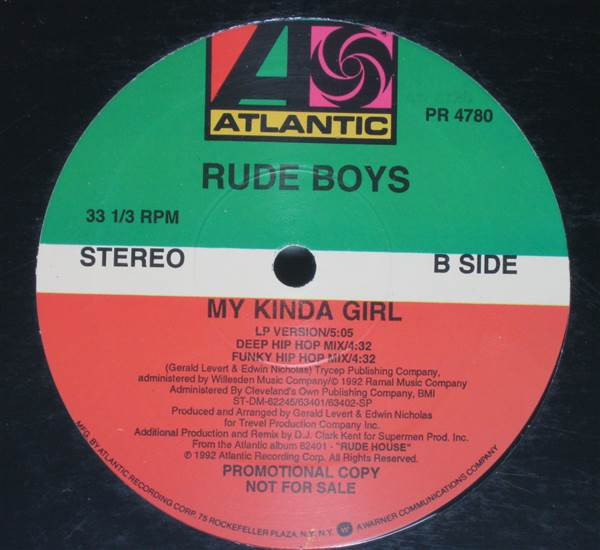 ATLANTIC
PR 4780
RUDE BOYS
33 1/3 RPM
STEREO
B SIDE
MY KINDA GIRL
LP VERSION/5:05
DEEP HIP HOP MIX/4:32
FUNKY HIP HOP MIX/4:32
(Gerald Levert & Edwin Nicholas) Trycep Publishing Company,
administered by Willesden Music Company/© 1992 Ramal Music Company
Administered By Cleveland's Own Publishing Company, BMI
ST-DM-62245/63401/63402-SP
Produced and Arranged by Gerald Levert & Edwin Nicholas
for Trevel Production Company Inc.
Additional Production and Remix by D.J. Clark Kent for Supermen Prod. Inc.
From the Atlantic album 82401 - "RUDE HOUSE"
© 1992 Atlantic Recording Corp. All Rights Reserved.
PROMOTIONAL COPY
NOT FOR SALE
MFG. BY ATLANTIC RECORDING CORP., 75 ROCKEFELLER PLAZA, N.Y., N.Y. A WARNER COMMUNICATIONS COMPANY